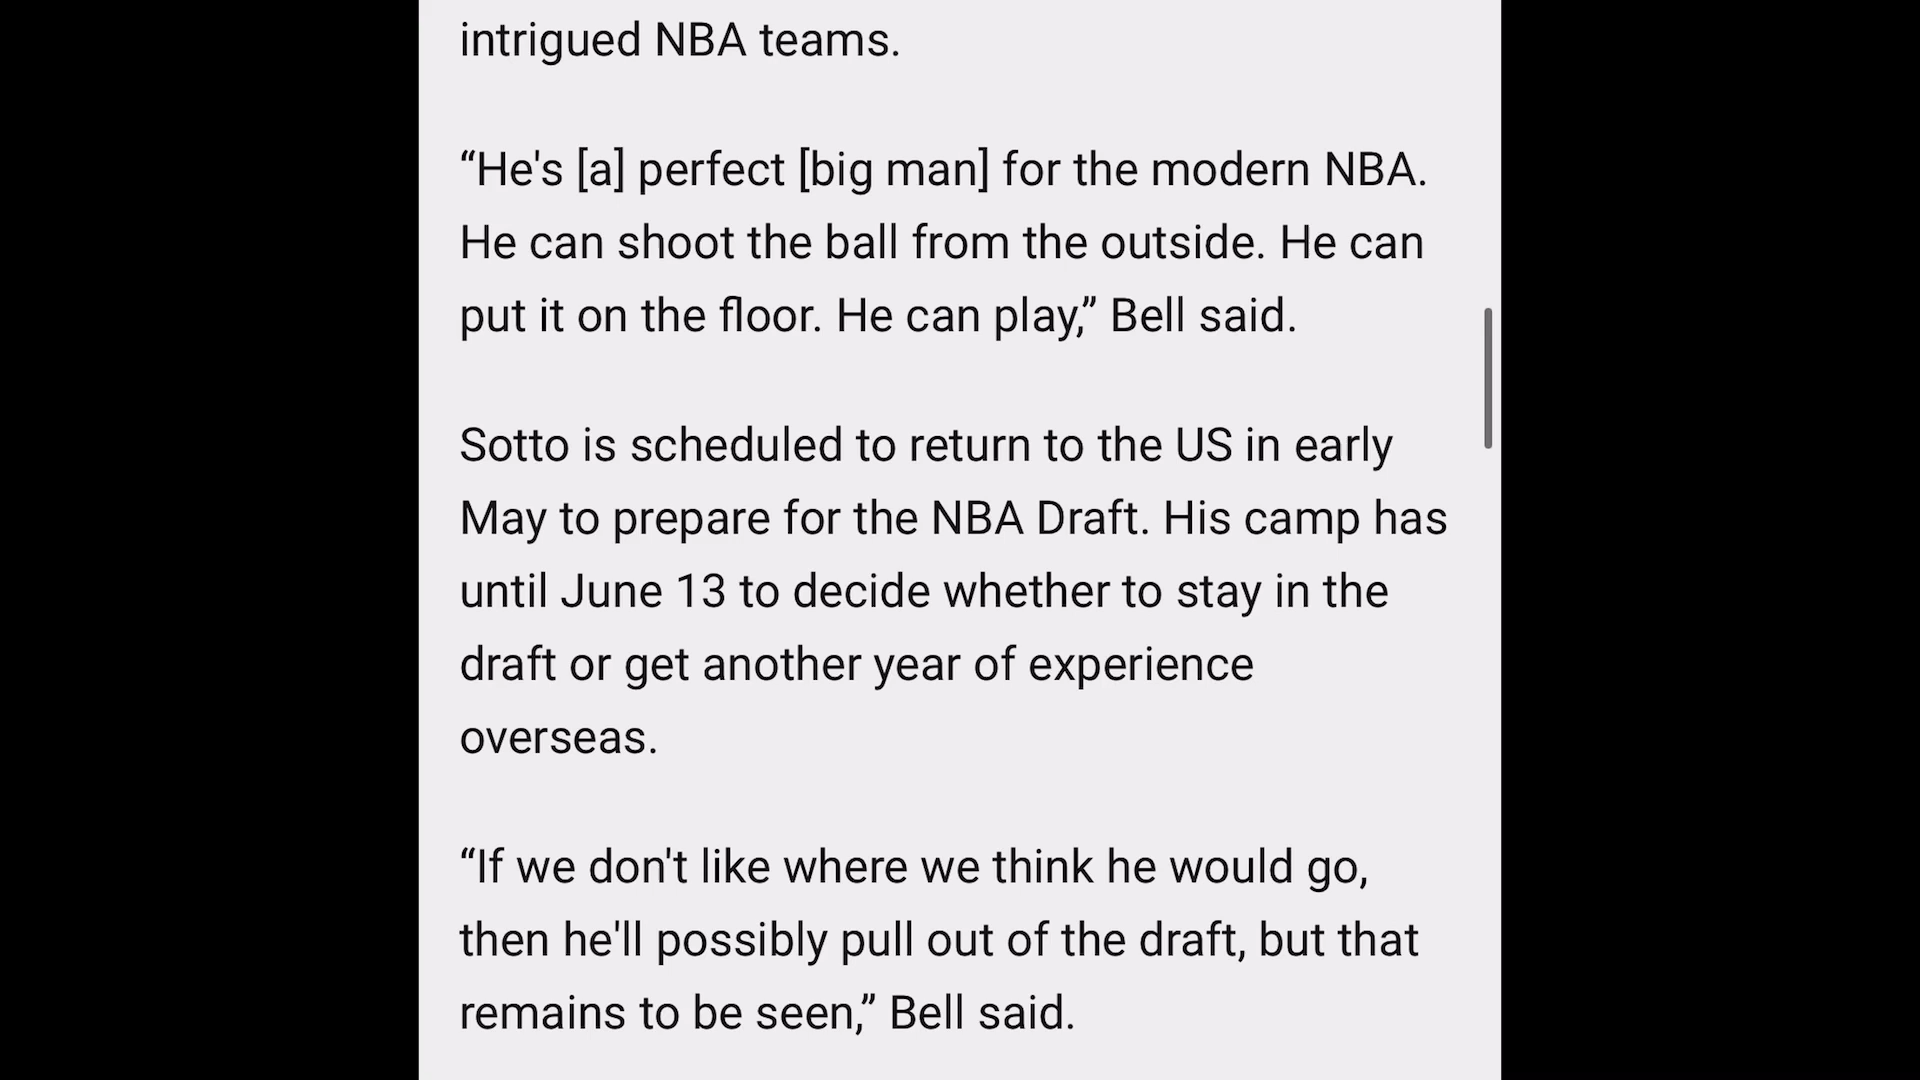 intrigued NBA teams.
“He's [a] perfect [big man] for the modern NBA.
He can shoot the ball from the outside. He can
put it on the floor. He can play,” Bell said.
Sotto is scheduled to return to the US in early
May to prepare for the NBA Draft. His camp has
until June 13 to decide whether to stay in the
draft or get another year of experience
overseas.
“If we don't like where we think he would go,
then he'll possibly pull out of the draft, but that
remains to be seen,” Bell said.